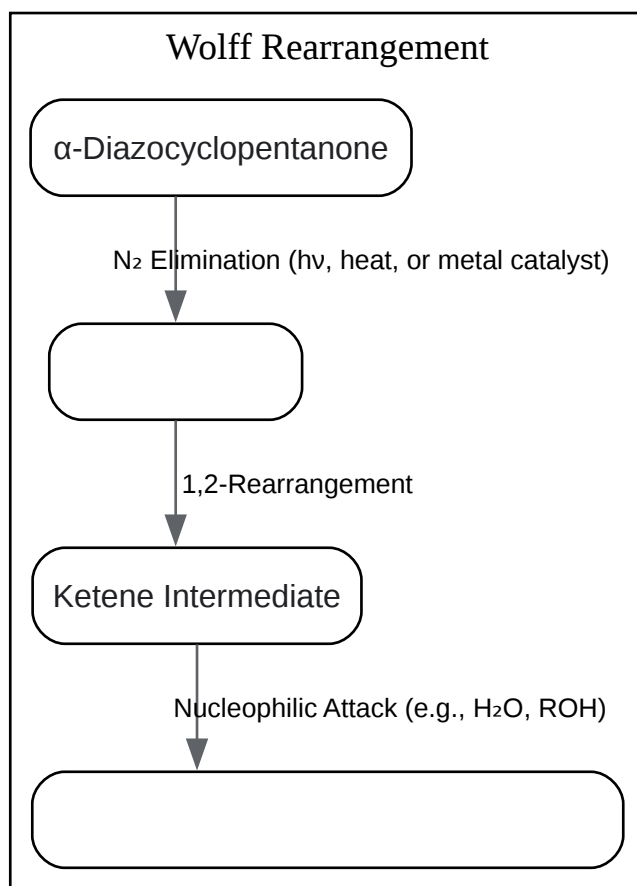 Wolff Rearrangement
α-Diazocyclopentanone
N₂ Elimination (hν, heat, or metal catalyst)
1,2-Rearrangement
Ketene Intermediate
Nucleophilic Attack (e.g., H₂O, ROH)